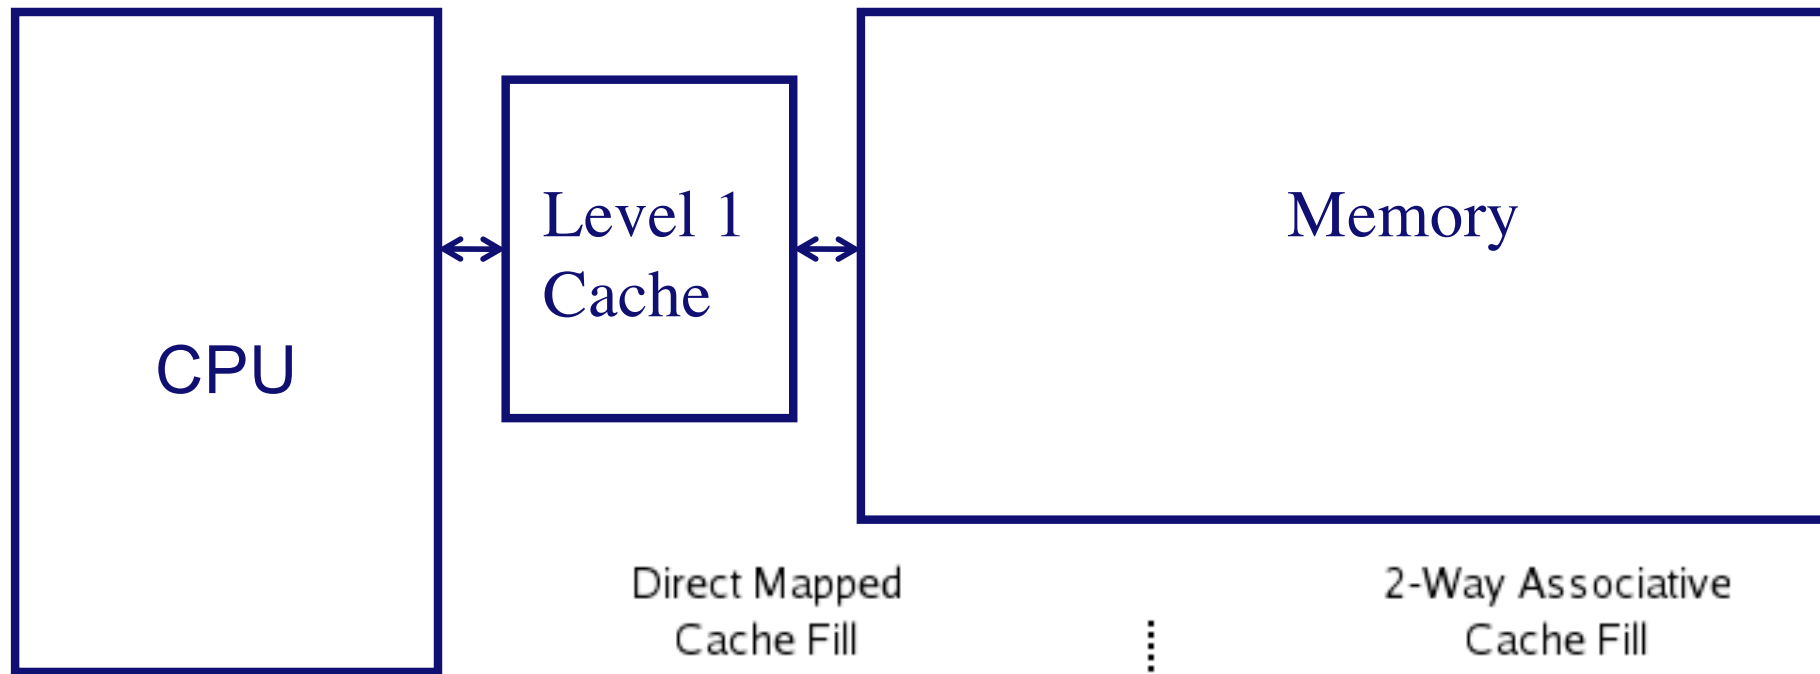 CPU
Level 1
Cache
Memory
Direct Mapped
Cache Fill
2-Way Associative
Cache Fill